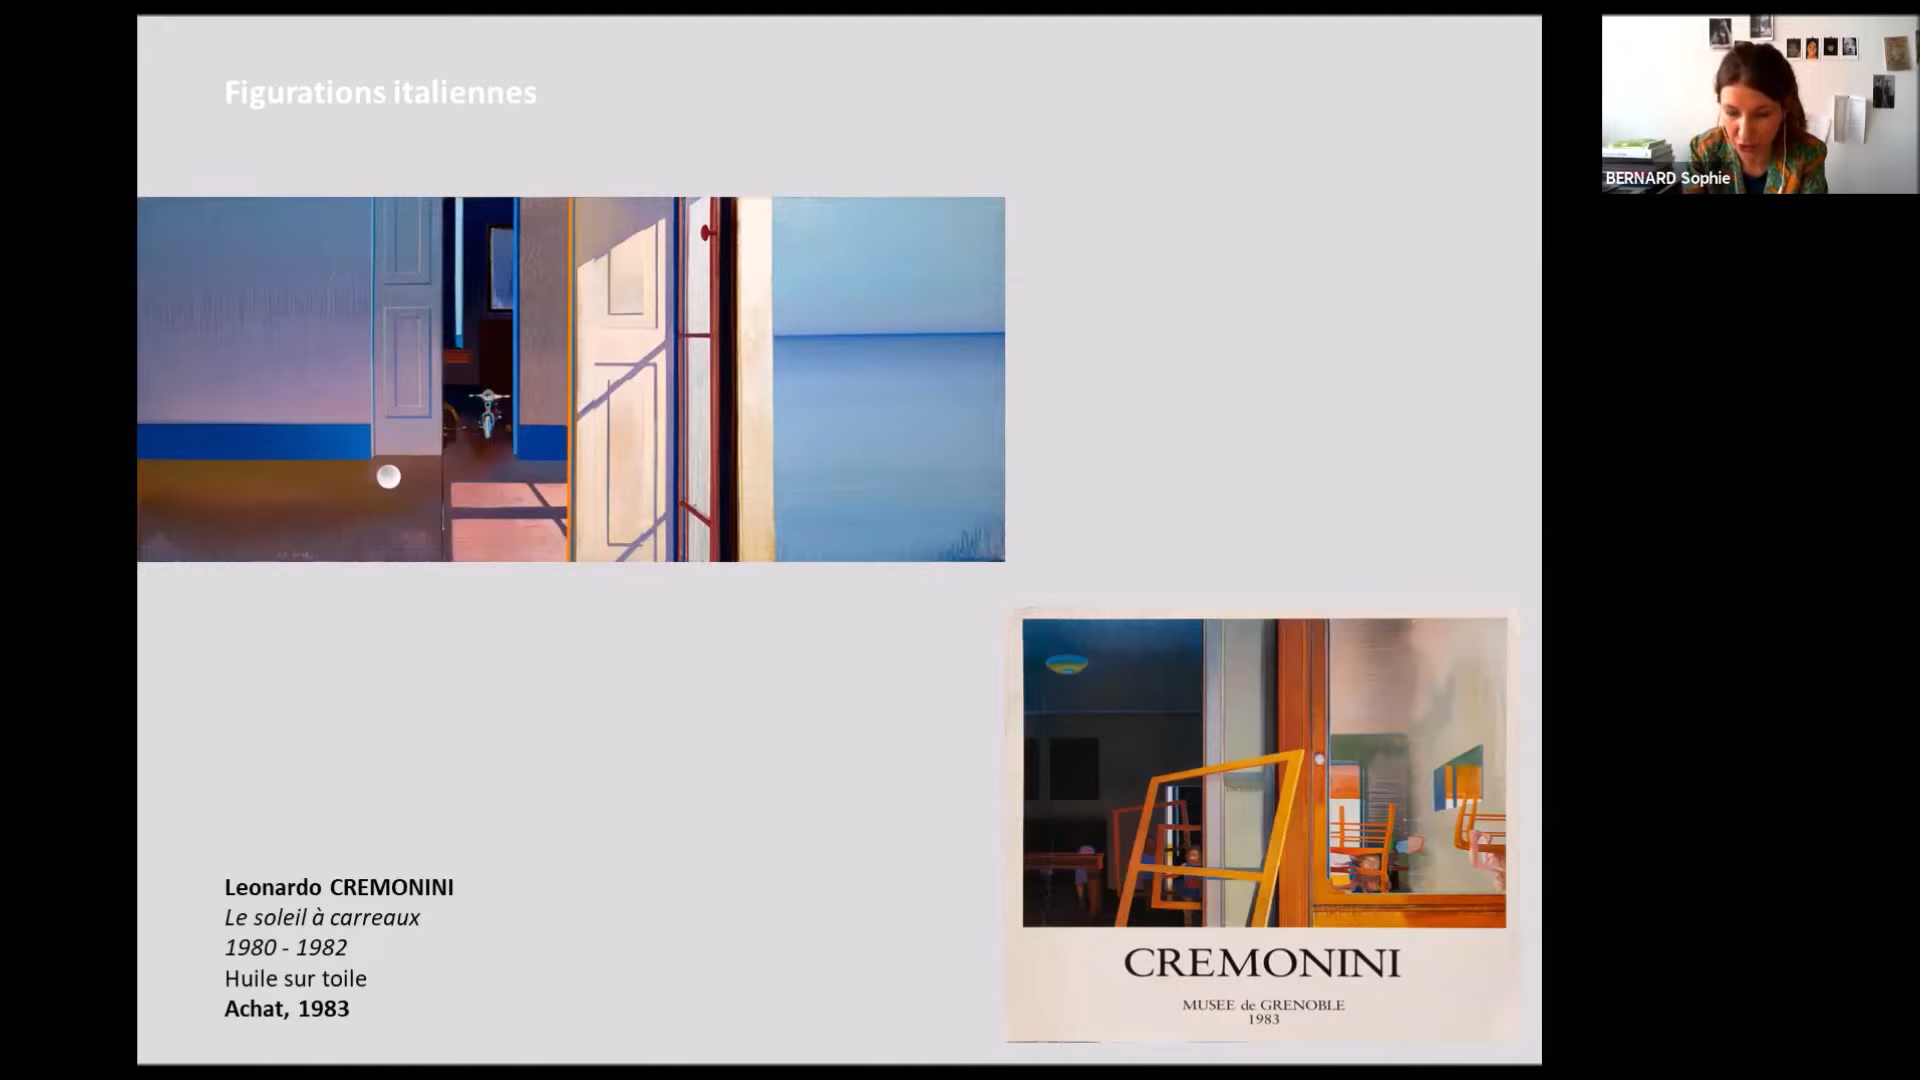 Figurations italiennes
BERNARD Sophie
Leonardo CREMONINI
Le soleil à carreaux
1980 - 1982
Huile sur toile
Achat, 1983
CREMONINI
MUSEE de GRENOBLE
1983